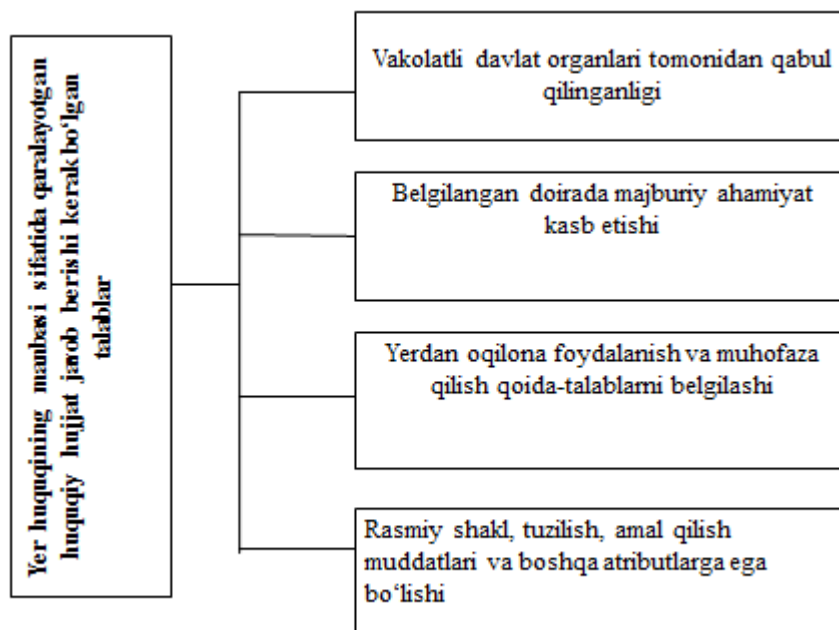 Yer huquqining manbasi sifatida qaralayotgan
huquqiy hujjat javob berishi kerak bo‘lgan
talablar
Vakolatli davlat organlari tomonidan qabul
qilinganligi
Belgilangan doirada majburiy ahamiyat
kasb etishi
Yerdan oqilona foydalanish va muhofaza
qilish qoida-talablarni belgilashi
Rasmiy shakl, tuzilish, amal qilish
muddatlari va boshqa atributlarga ega
bo‘lishi